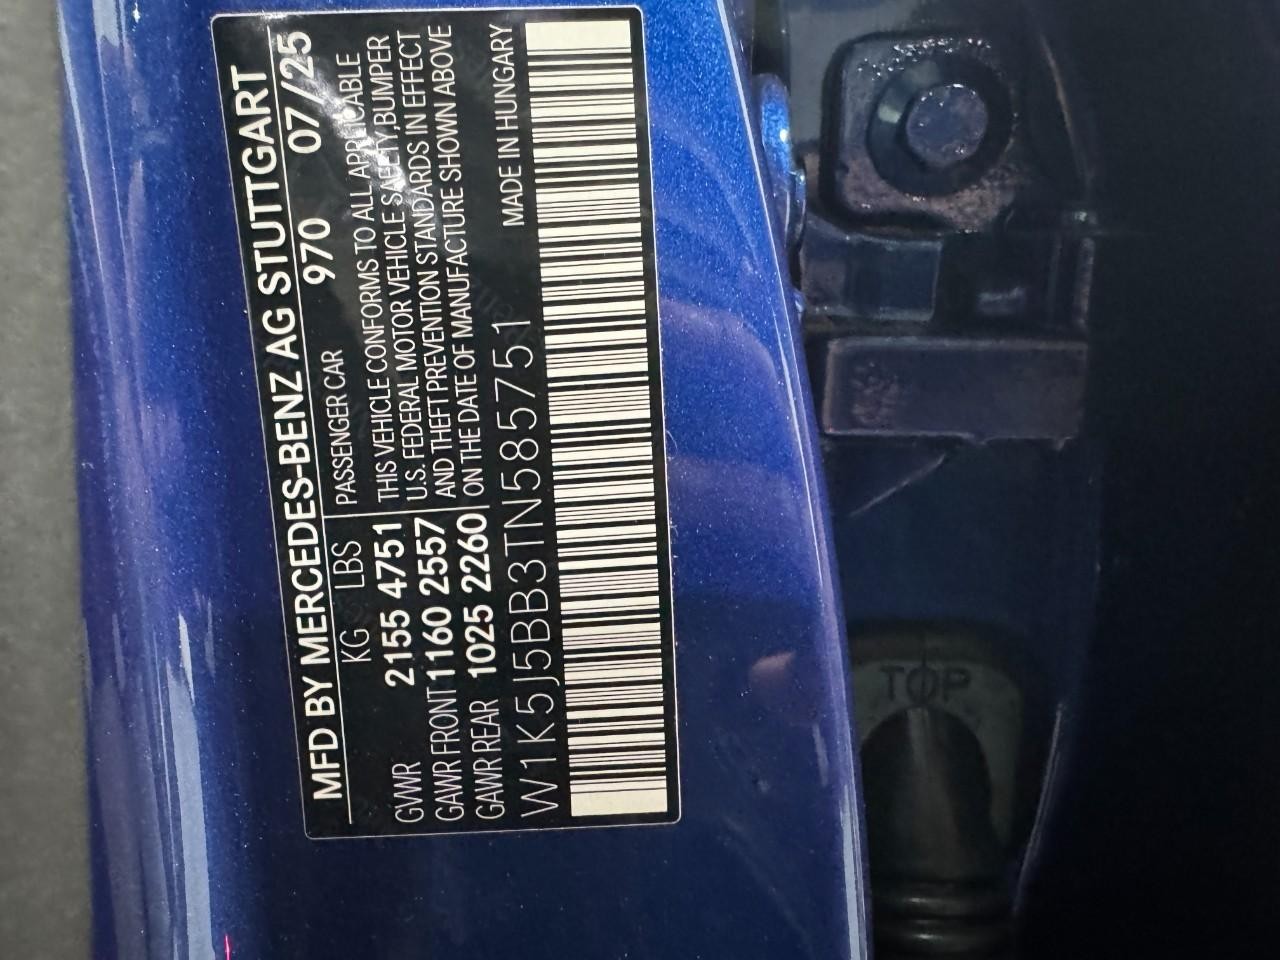 MFD BY MERCEDES-BENZ AG STUTTGART
970 07/25
KG LBS PASSENGER CAR
GVWR 2155 4751
GAWR FRONT 1160 2557
GAWR REAR 1025 2260
THIS VEHICLE CONFORMS TO ALL APPLICABLE
U.S. FEDERAL MOTOR VEHICLE SAFETY,BUMPER
AND THEFT PREVENTION STANDARDS IN EFFECT
ON THE DATE OF MANUFACTURE SHOWN ABOVE
MADE IN HUNGARY
W1K5J5BB3TN585751
TOP